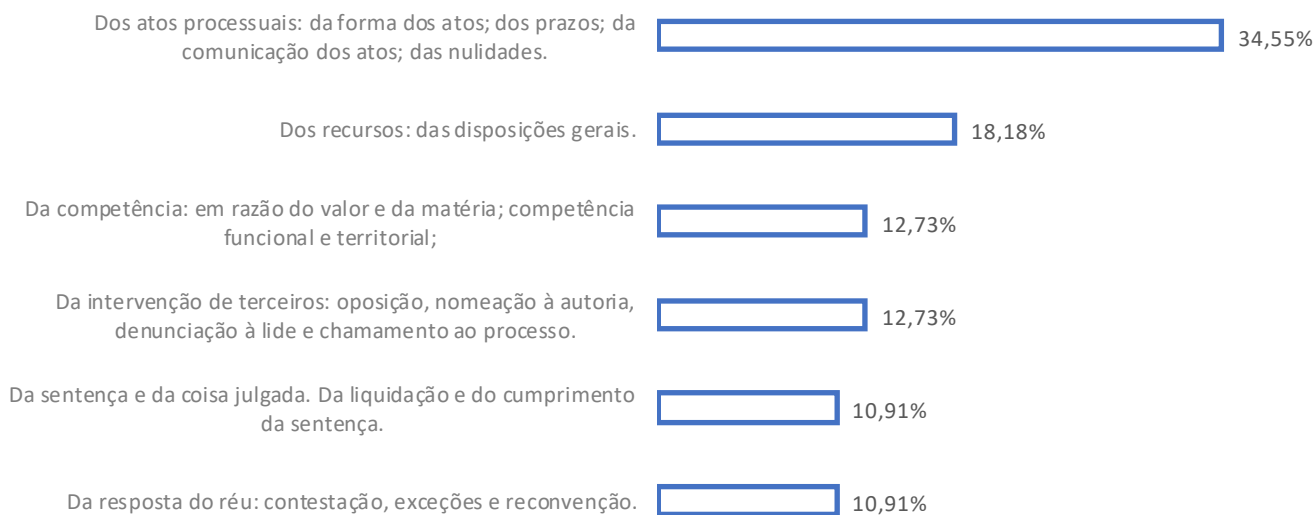 Dos atos processuais: da forma dos atos; dos prazos; da
comunicação dos atos; das nulidades.
34,55%
Dos recursos: das disposições gerais.
18,18%
Da competência: em razão do valor e da matéria; competência
funcional e territorial;
12,73%
Da intervenção de terceiros: oposição, nomeação à autoria,
denunciação à lide e chamamento ao processo.
12,73%
Da sentença e da coisa julgada. Da liquidação e do cumprimento
da sentença.
10,91%
Da resposta do réu: contestação, exceções e reconvenção.
10,91%